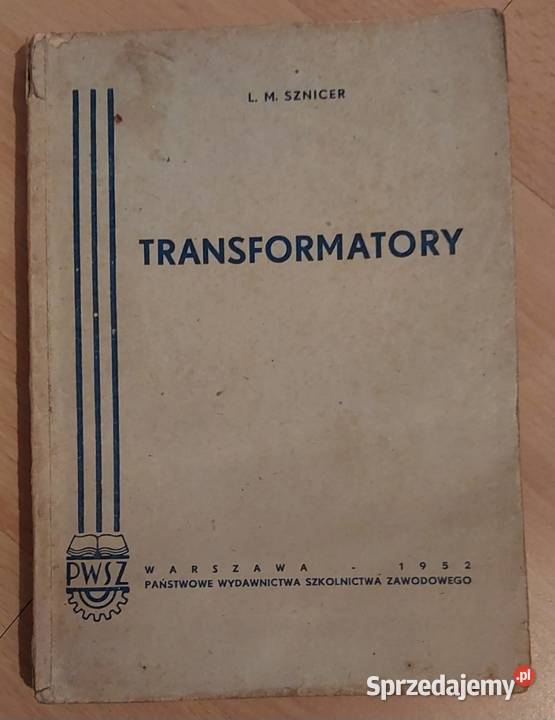 L. M. SZNICER
TRANSFORMATORY
PWSZ
WARSZAWA - 1952
PAŃSTWOWE WYDAWNICTWA SZKOLNICTWA ZAWODOWEGO
Sprzedajemy.pl